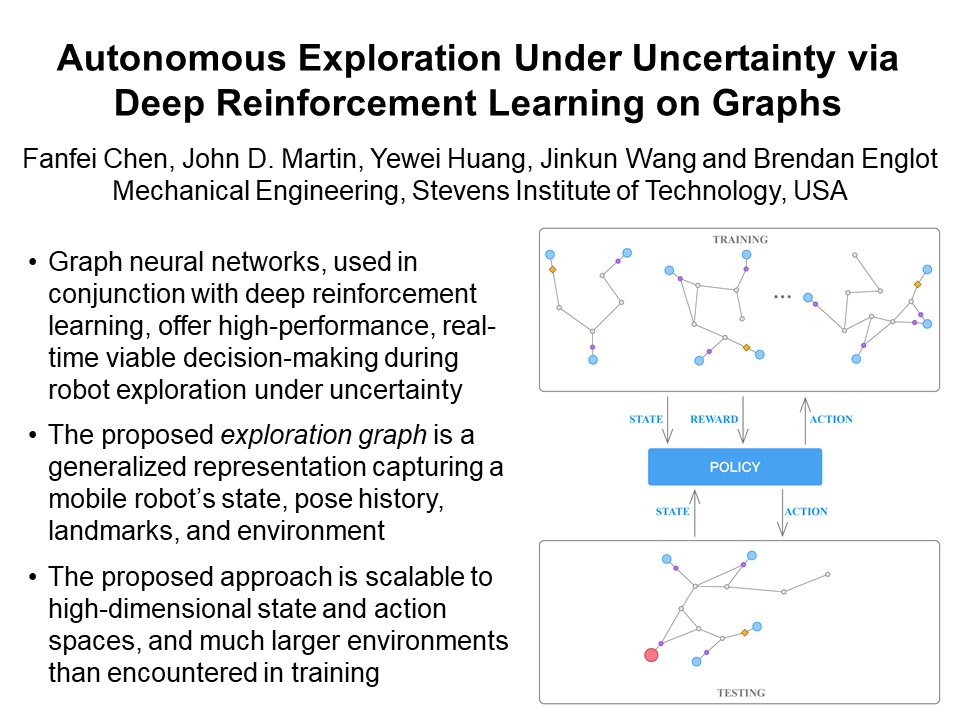 Autonomous Exploration Under Uncertainty via
Deep Reinforcement Learning on Graphs
Fanfei Chen, John D. Martin, Yewei Huang, Jinkun Wang and Brendan Englot
Mechanical Engineering, Stevens Institute of Technology, USA
• Graph neural networks, used in
conjunction with deep reinforcement
learning, offer high-performance, real-
time viable decision-making during
robot exploration under uncertainty
• The proposed exploration graph is a
generalized representation capturing a
mobile robot’s state, pose history,
landmarks, and environment
• The proposed approach is scalable to
high-dimensional state and action
spaces, and much larger environments
than encountered in training
TRAINING
...
STATE REWARD ACTION
POLICY
STATE ACTION
TESTING